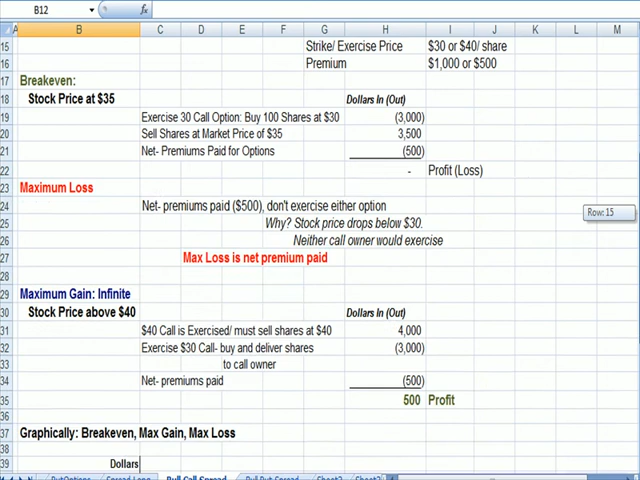 B12 fx
A B C D E F G H I J K L M
15 Strike/ Exercise Price $30 or $40/ share
16 Premium $1,000 or $500
17 Breakeven:
18 Stock Price at $35 Dollars In (Out)
19 Exercise 30 Call Option: Buy 100 Shares at $30 (3,000)
20 Sell Shares at Market Price of $35 3,500
21 Net- Premiums Paid for Options (500)
22 - Profit (Loss)
23 Maximum Loss
24 Net- premiums paid ($500), don't exercise either option
25 Why? Stock price drops below $30.
26 Neither call owner would exercise
27 Max Loss is net premium paid
28
29 Maximum Gain: Infinite
30 Stock Price above $40 Dollars In (Out)
31 $40 Call is Exercised/ must sell shares at $40 4,000
32 Exercise $30 Call- buy and deliver shares (3,000)
33 to call owner
34 Net- premiums paid (500)
35 500 Profit
36
37 Graphically: Breakeven, Max Gain, Max Loss
38
39 Dollars
Row: 15
PutOptions Spread Long Bull Call Spread Bull Put Spread Sheet2 Sheet3